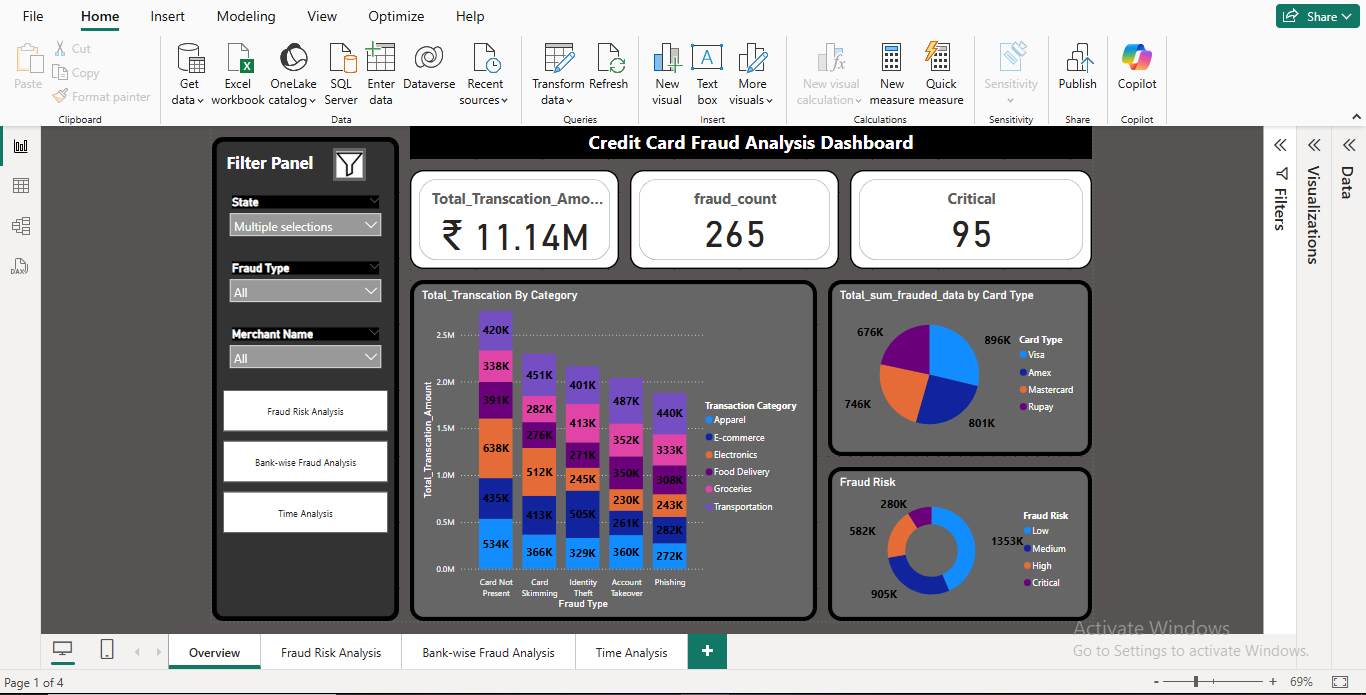 File Home Insert Modeling View Optimize Help
Share
Paste
Cut
Copy
Format painter
Clipboard
Get data
Excel workbook
OneLake catalog
SQL Server
Enter data
Dataverse
Recent sources
Data
Transform data
Refresh
Queries
New visual
Text box
More visuals
Insert
New visual calculation
New measure
Quick measure
Calculations
Sensitivity
Sensitivity
Publish
Share
Copilot
Copilot
DAX
Credit Card Fraud Analysis Dashboard
Filter Panel
State
Multiple selections
Fraud Type
All
Merchant Name
All
Fraud Risk Analysis
Bank-wise Fraud Analysis
Time Analysis
Total_Transcation_Amo...
₹ 11.14M
fraud_count
265
Critical
95
Total_Transcation By Category
Total_Transcation_Amount
2.5M
2.0M
1.5M
1.0M
0.5M
0.0M
420K
338K
391K
638K
435K
534K
451K
282K
276K
512K
413K
366K
401K
413K
271K
245K
505K
329K
487K
352K
350K
230K
261K
360K
440K
333K
308K
243K
282K
272K
Card Not Present
Card Skimming
Identity Theft
Account Takeover
Phishing
Fraud Type
Transaction Category
Apparel
E-commerce
Electronics
Food Delivery
Groceries
Transportation
Total_sum_frauded_data by Card Type
676K
896K
746K
801K
Card Type
Visa
Amex
Mastercard
Rupay
Fraud Risk
280K
582K
1353K
905K
Fraud Risk
Low
Medium
High
Critical
Filters
Visualizations
Data
Activate Windows
Go to Settings to activate Windows.
Overview
Fraud Risk Analysis
Bank-wise Fraud Analysis
Time Analysis
+
Page 1 of 4
- + 69%